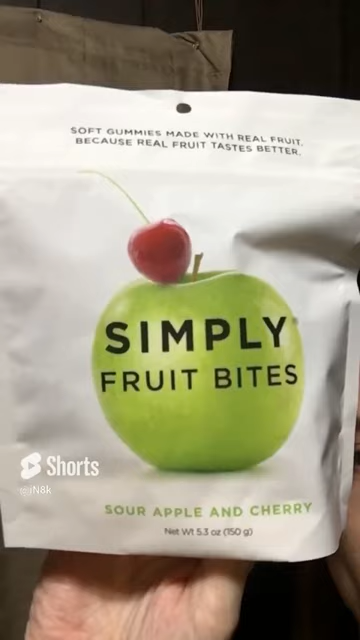 SOFT GUMMIES MADE WITH REAL FRUIT,
BECAUSE REAL FRUIT TASTES BETTER.
SIMPLY
FRUIT BITES
Shorts
@iN8k
SOUR APPLE AND CHERRY
Net Wt 5.3 oz (150 g)